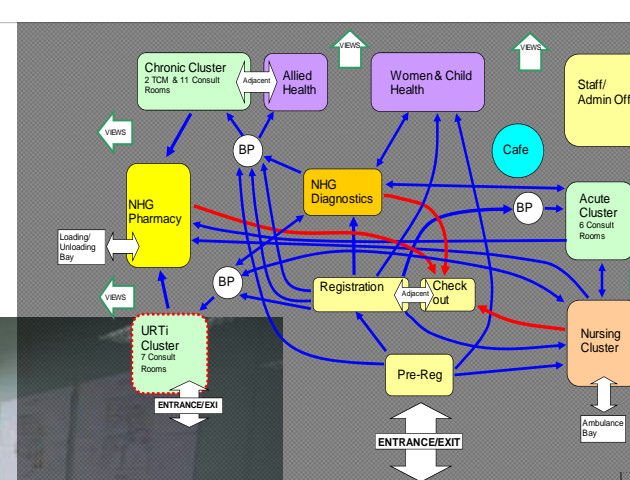 VIEWS
VIEWS
Chronic Cluster
2 TCM & 11 Consult
Rooms
Adjacent
Allied
Health
Women & Child
Health
Staff/
Admin Off
VIEWS
BP
Cafe
NHG
Diagnostics
BP
Acute
Cluster
6 Consult
Rooms
NHG
Pharmacy
Loading/
Unloading
Bay
BP
Registration
Adjacent
Check
out
VIEWS
URTi
Cluster
7 Consult
Rooms
Nursing
Cluster
Pre-Reg
ENTRANCE/EXI
ENTRANCE/EXIT
Ambulance
Bay